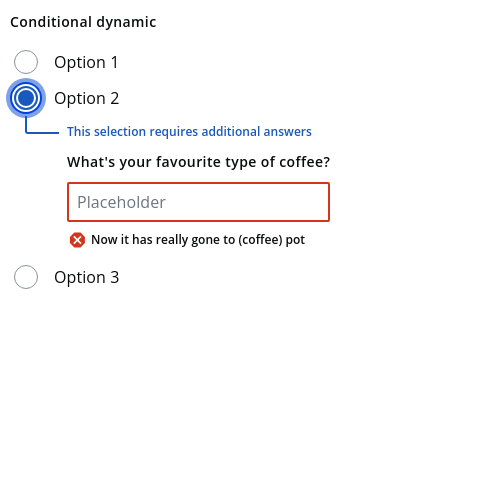 Conditional dynamic
Option 1
Option 2
This selection requires additional answers
What's your favourite type of coffee?
Placeholder
Now it has really gone to (coffee) pot
Option 3